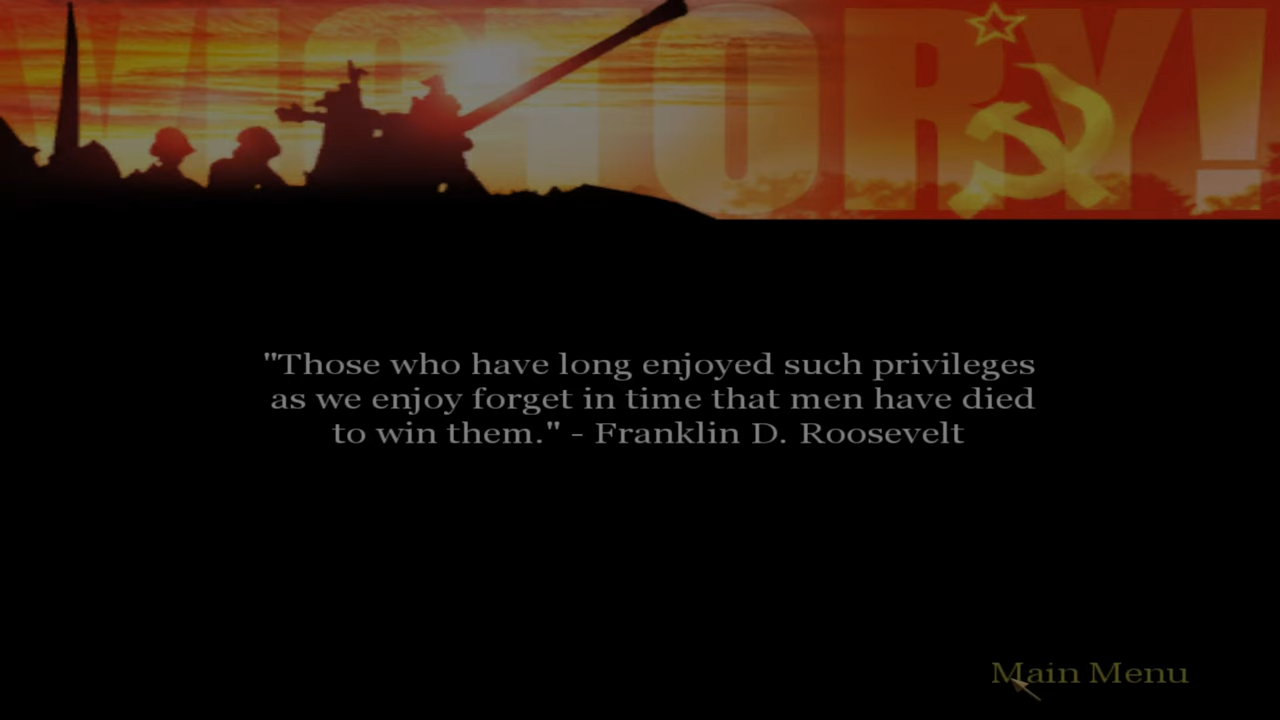 VICTORY!
"Those who have long enjoyed such privileges
as we enjoy forget in time that men have died
to win them." - Franklin D. Roosevelt
Main Menu